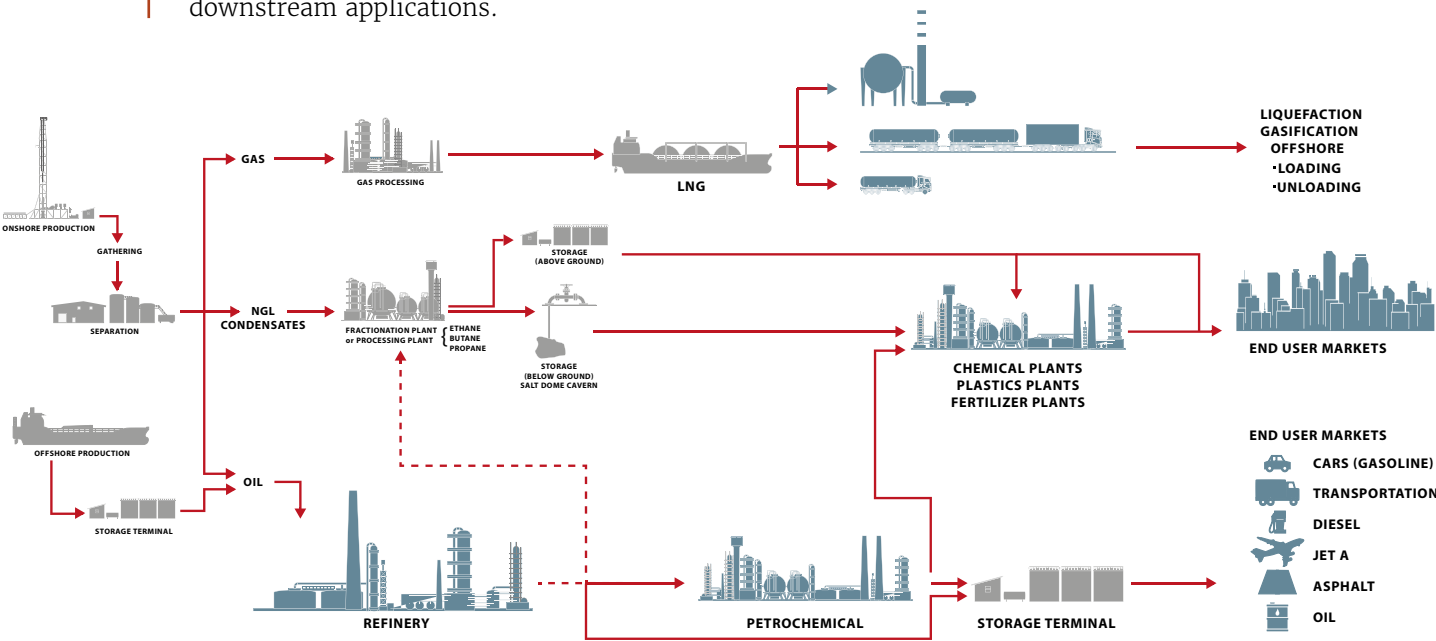 downstream applications.
ONSHORE PRODUCTION
GATHERING
SEPARATION
OFFSHORE PRODUCTION
STORAGE TERMINAL
GAS
GAS PROCESSING
LNG
LIQUEFACTION
GASIFICATION
OFFSHORE
·LOADING
·UNLOADING
NGL
CONDENSATES
FRACTIONATION PLANT
or PROCESSING PLANT
{ ETHANE
BUTANE
PROPANE
STORAGE
(ABOVE GROUND)
STORAGE
(BELOW GROUND)
SALT DOME CAVERN
CHEMICAL PLANTS
PLASTICS PLANTS
FERTILIZER PLANTS
END USER MARKETS
OIL
REFINERY
PETROCHEMICAL
STORAGE TERMINAL
END USER MARKETS
CARS (GASOLINE)
TRANSPORTATION
DIESEL
JET A
ASPHALT
OIL